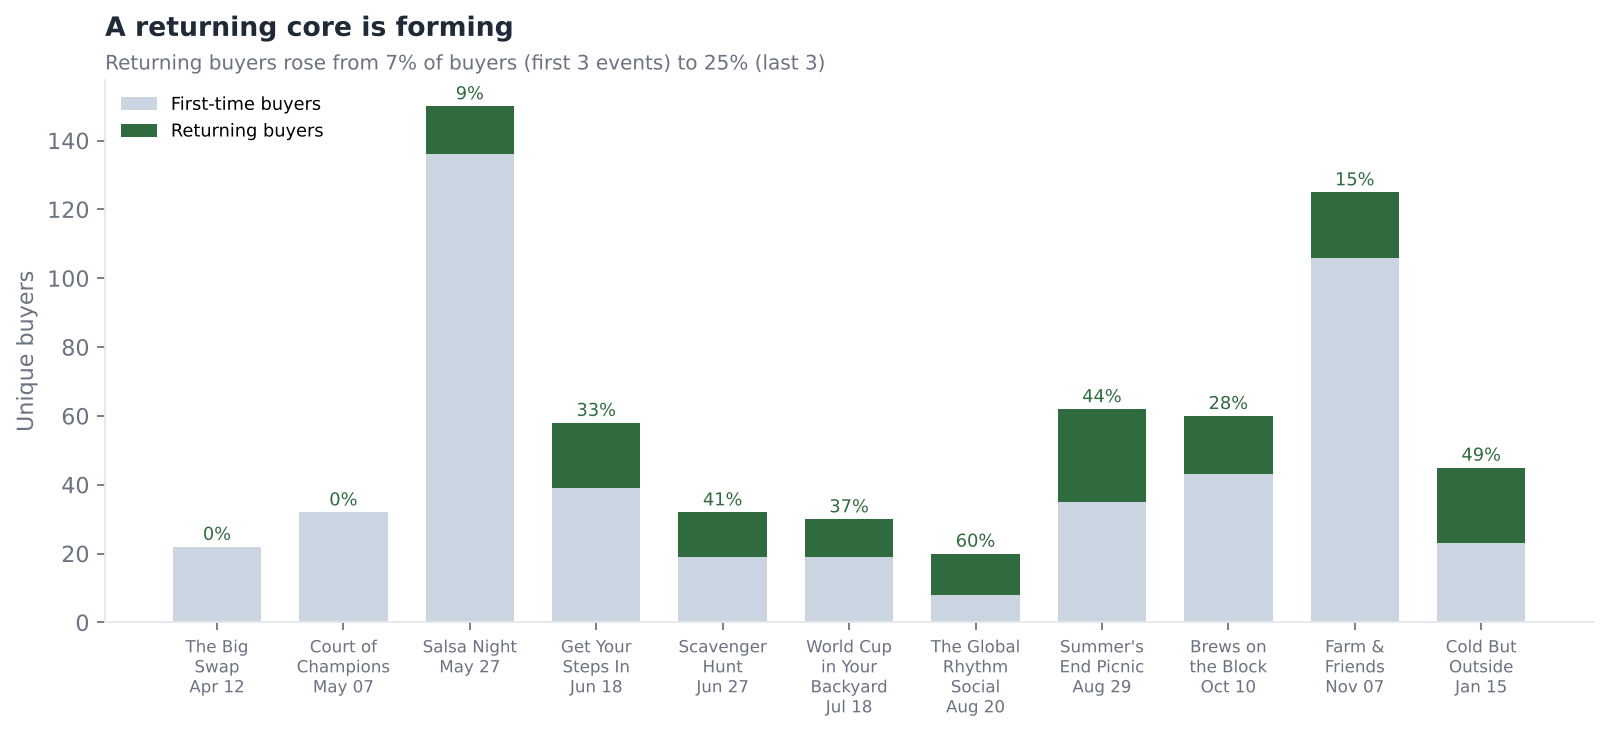 A returning core is forming
Returning buyers rose from 7% of buyers (first 3 events) to 25% (last 3)
First-time buyers
Returning buyers
Unique buyers
140
120
100
80
60
40
20
0
0%
0%
9%
33%
41%
37%
60%
44%
28%
15%
49%
The Big
Swap
Apr 12
Court of
Champions
May 07
Salsa Night
May 27
Get Your
Steps In
Jun 18
Scavenger
Hunt
Jun 27
World Cup
in Your
Backyard
Jul 18
The Global
Rhythm
Social
Aug 20
Summer's
End Picnic
Aug 29
Brews on
the Block
Oct 10
Farm &
Friends
Nov 07
Cold But
Outside
Jan 15